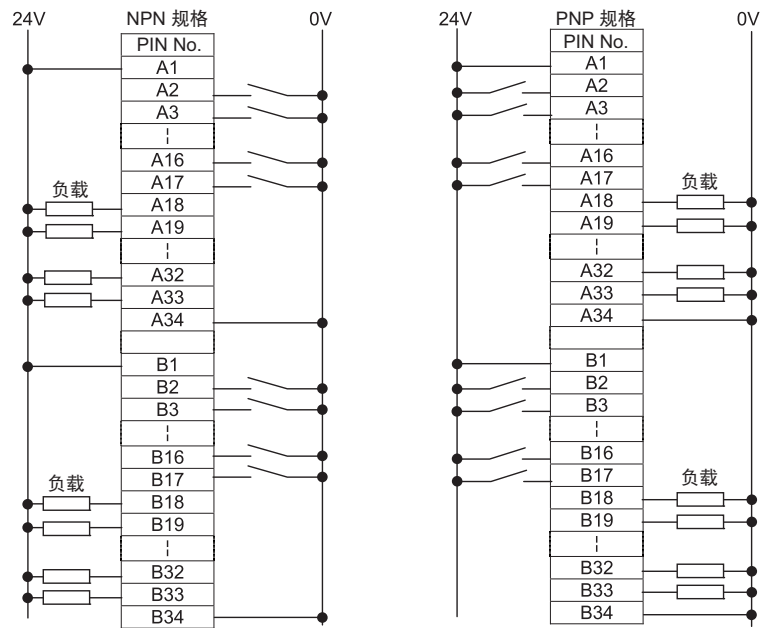 24V
NPN 规格
0V
PIN No.
A1
A2
A3
A16
A17
负载
A18
A19
A32
A33
A34
B1
B2
B3
B16
B17
负载
B18
B19
B32
B33
B34
24V
PNP 规格
0V
PIN No.
A1
A2
A3
A16
A17
负载
A18
A19
A32
A33
A34
B1
B2
B3
B16
B17
负载
B18
B19
B32
B33
B34